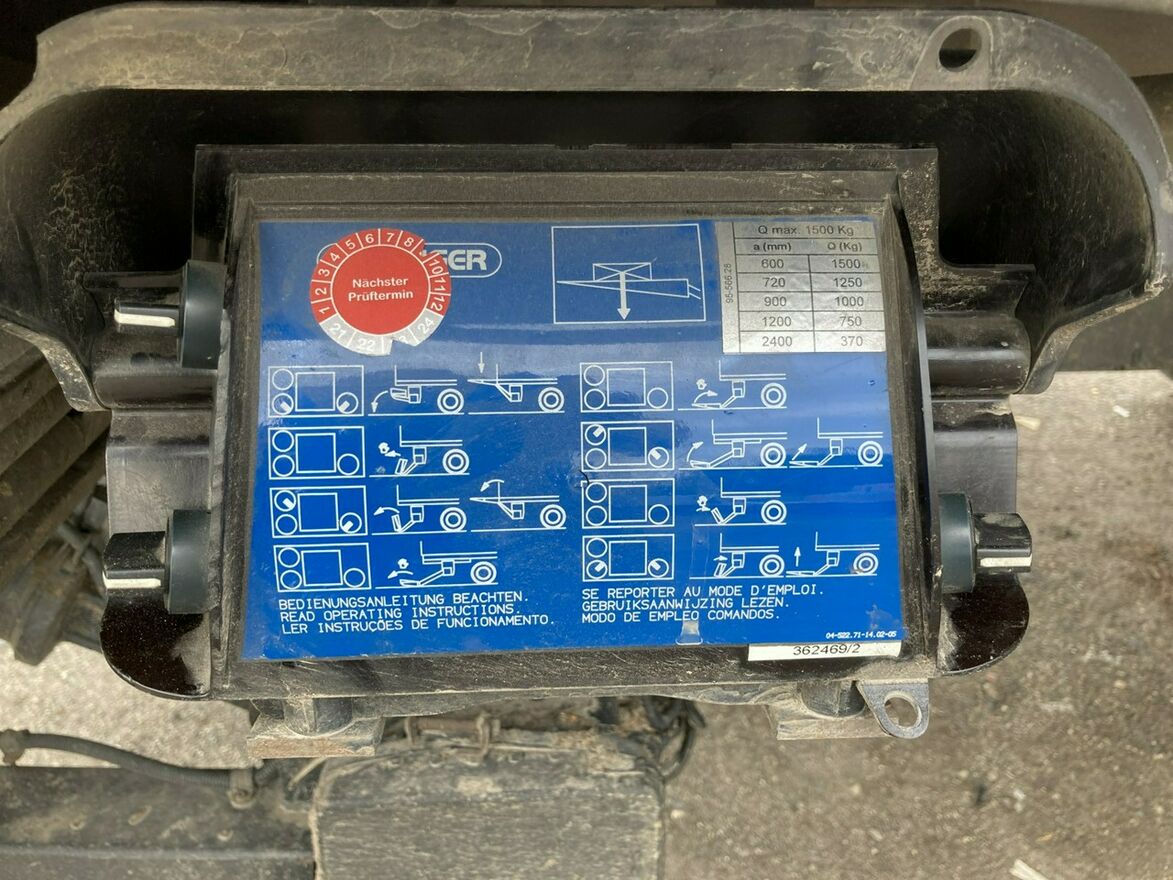 GER
Nächster
Prüftermin
1 2 3 4 5 6 7 8 10 11 12
21 22 24
95-566.28
Q max. 1500 Kg
a (mm) Q (Kg)
600 1500
720 1250
900 1000
1200 750
2400 370
BEDIENUNGSANLEITUNG BEACHTEN.
READ OPERATING INSTRUCTIONS.
LER INSTRUÇOES DE FUNCIONAMENTO.
SE REPORTER AU MODE D'EMPLOI.
GEBRUIKSAANWIJZING LEZEN.
MODO DE EMPLEO COMANDOS.
04-522.71-14.02-05
362469/2